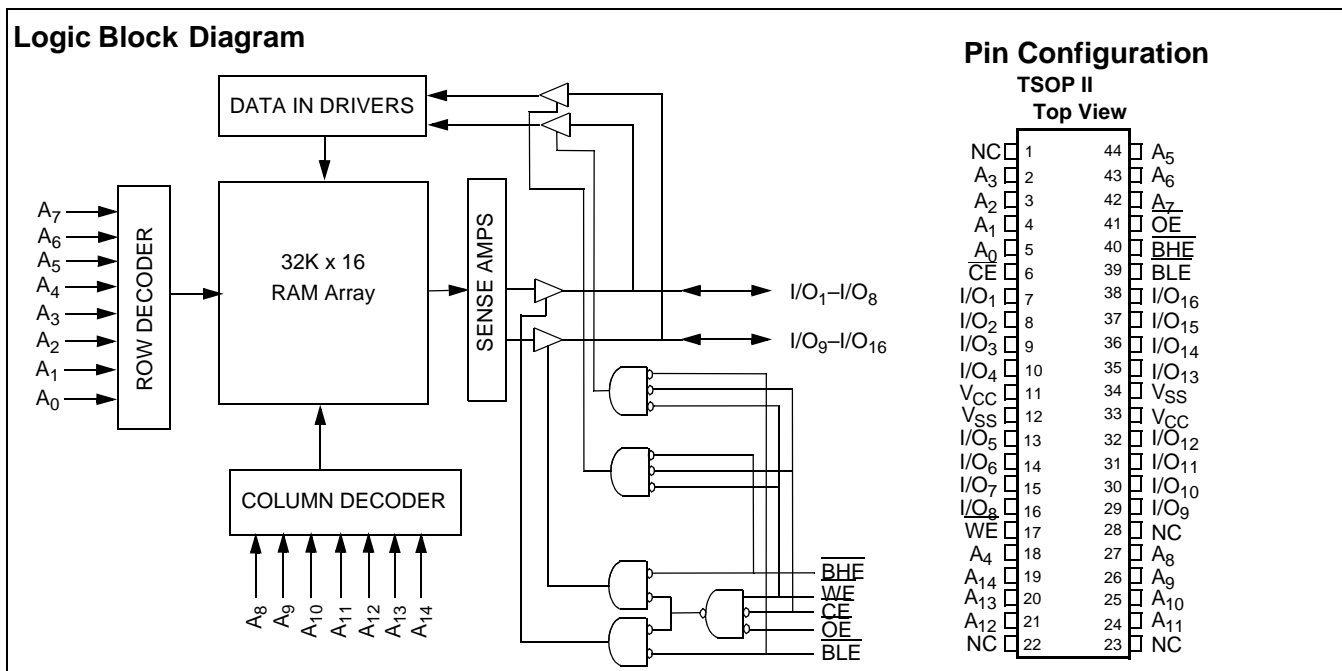 Logic Block Diagram
DATA IN DRIVERS
A7
A6
A5
A4
A3
A2
A1
A0
ROW DECODER
32K x 16
RAM Array
SENSE AMPS
I/O1–I/O8
I/O9–I/O16
COLUMN DECODER
A8
A9
A10
A11
A12
A13
A14
BHE
WE
CE
OE
BLE
Pin Configuration
TSOP II
Top View
NC 1 44 A5
A3 2 43 A6
A2 3 42 A7
A1 4 41 OE
A0 5 40 BHE
CE 6 39 BLE
I/O1 7 38 I/O16
I/O2 8 37 I/O15
I/O3 9 36 I/O14
I/O4 10 35 I/O13
VCC 11 34 VSS
VSS 12 33 VCC
I/O5 13 32 I/O12
I/O6 14 31 I/O11
I/O7 15 30 I/O10
I/O8 16 29 I/O9
WE 17 28 NC
A4 18 27 A8
A14 19 26 A9
A13 20 25 A10
A12 21 24 A11
NC 22 23 NC